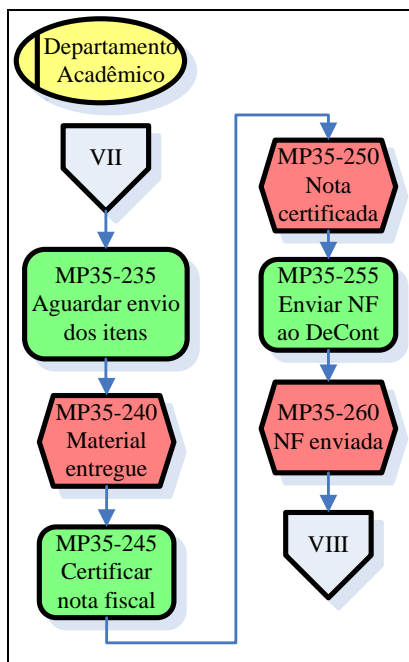 Departamento
Acadêmico
VII
MP35-235
Aguardar envio
dos itens
MP35-240
Material
entregue
MP35-245
Certificar
nota fiscal
MP35-250
Nota
certificada
MP35-255
Enviar NF
ao DeCont
MP35-260
NF enviada
VIII